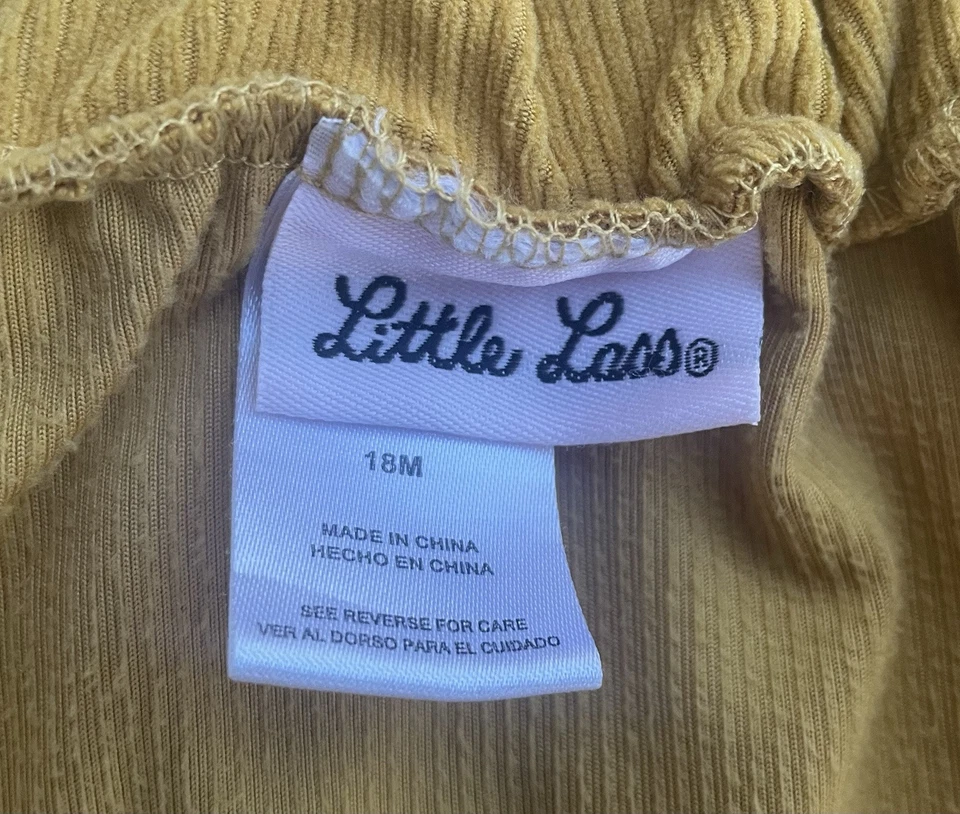 Little Lass®
18M
MADE IN CHINA
HECHO EN CHINA
SEE REVERSE FOR CARE
VER AL DORSO PARA EL CUIDADO